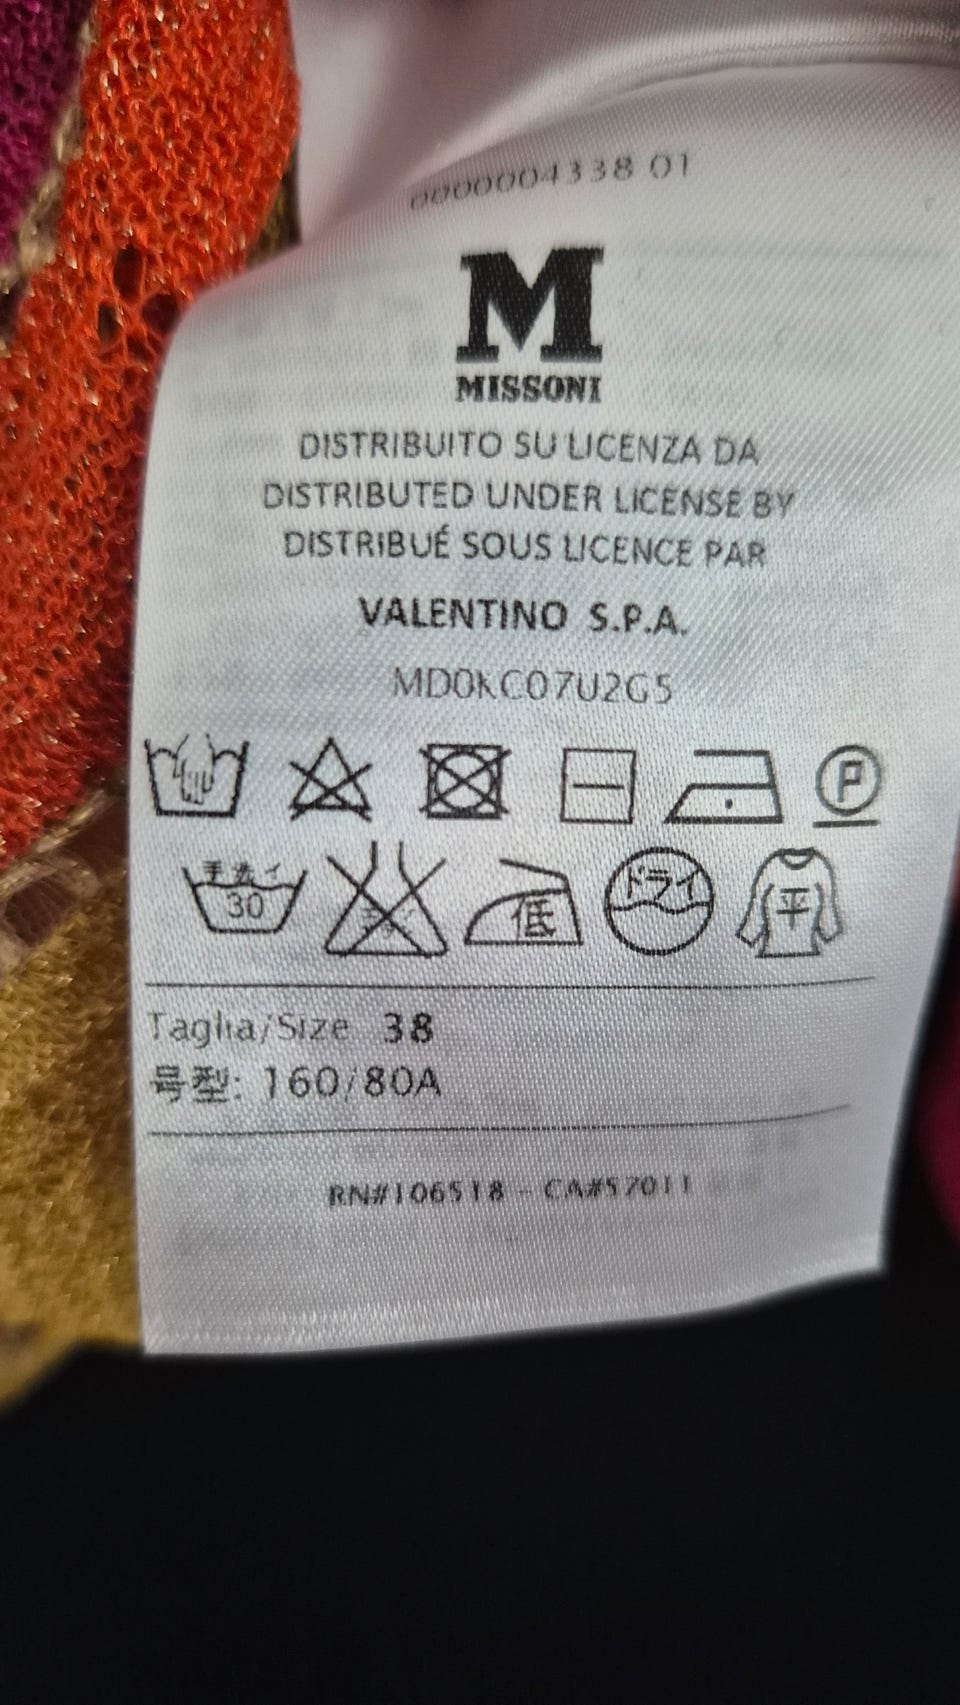 0000004338 01
M
MISSONI
DISTRIBUITO SU LICENZA DA
DISTRIBUTED UNDER LICENSE BY
DISTRIBUÉ SOUS LICENCE PAR
VALENTINO S.P.A.
MD0KC07U2G5
P
手洗イ
30
低
ドライ
平
Taglia/Size 38
号型: 160/80A
RN#106518 - CA#57011